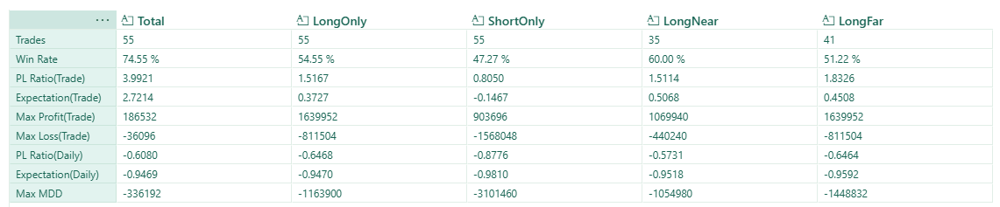 ... Total LongOnly ShortOnly LongNear LongFar
Trades 55 55 55 35 41
Win Rate 74.55 % 54.55 % 47.27 % 60.00 % 51.22 %
PL Ratio(Trade) 3.9921 1.5167 0.8050 1.5114 1.8326
Expectation(Trade) 2.7214 0.3727 -0.1467 0.5068 0.4508
Max Profit(Trade) 186532 1639952 903696 1069940 1639952
Max Loss(Trade) -36096 -811504 -1568048 -440240 -811504
PL Ratio(Daily) -0.6080 -0.6468 -0.8776 -0.5731 -0.6464
Expectation(Daily) -0.9469 -0.9470 -0.9810 -0.9518 -0.9592
Max MDD -336192 -1163900 -3101460 -1054980 -1448832